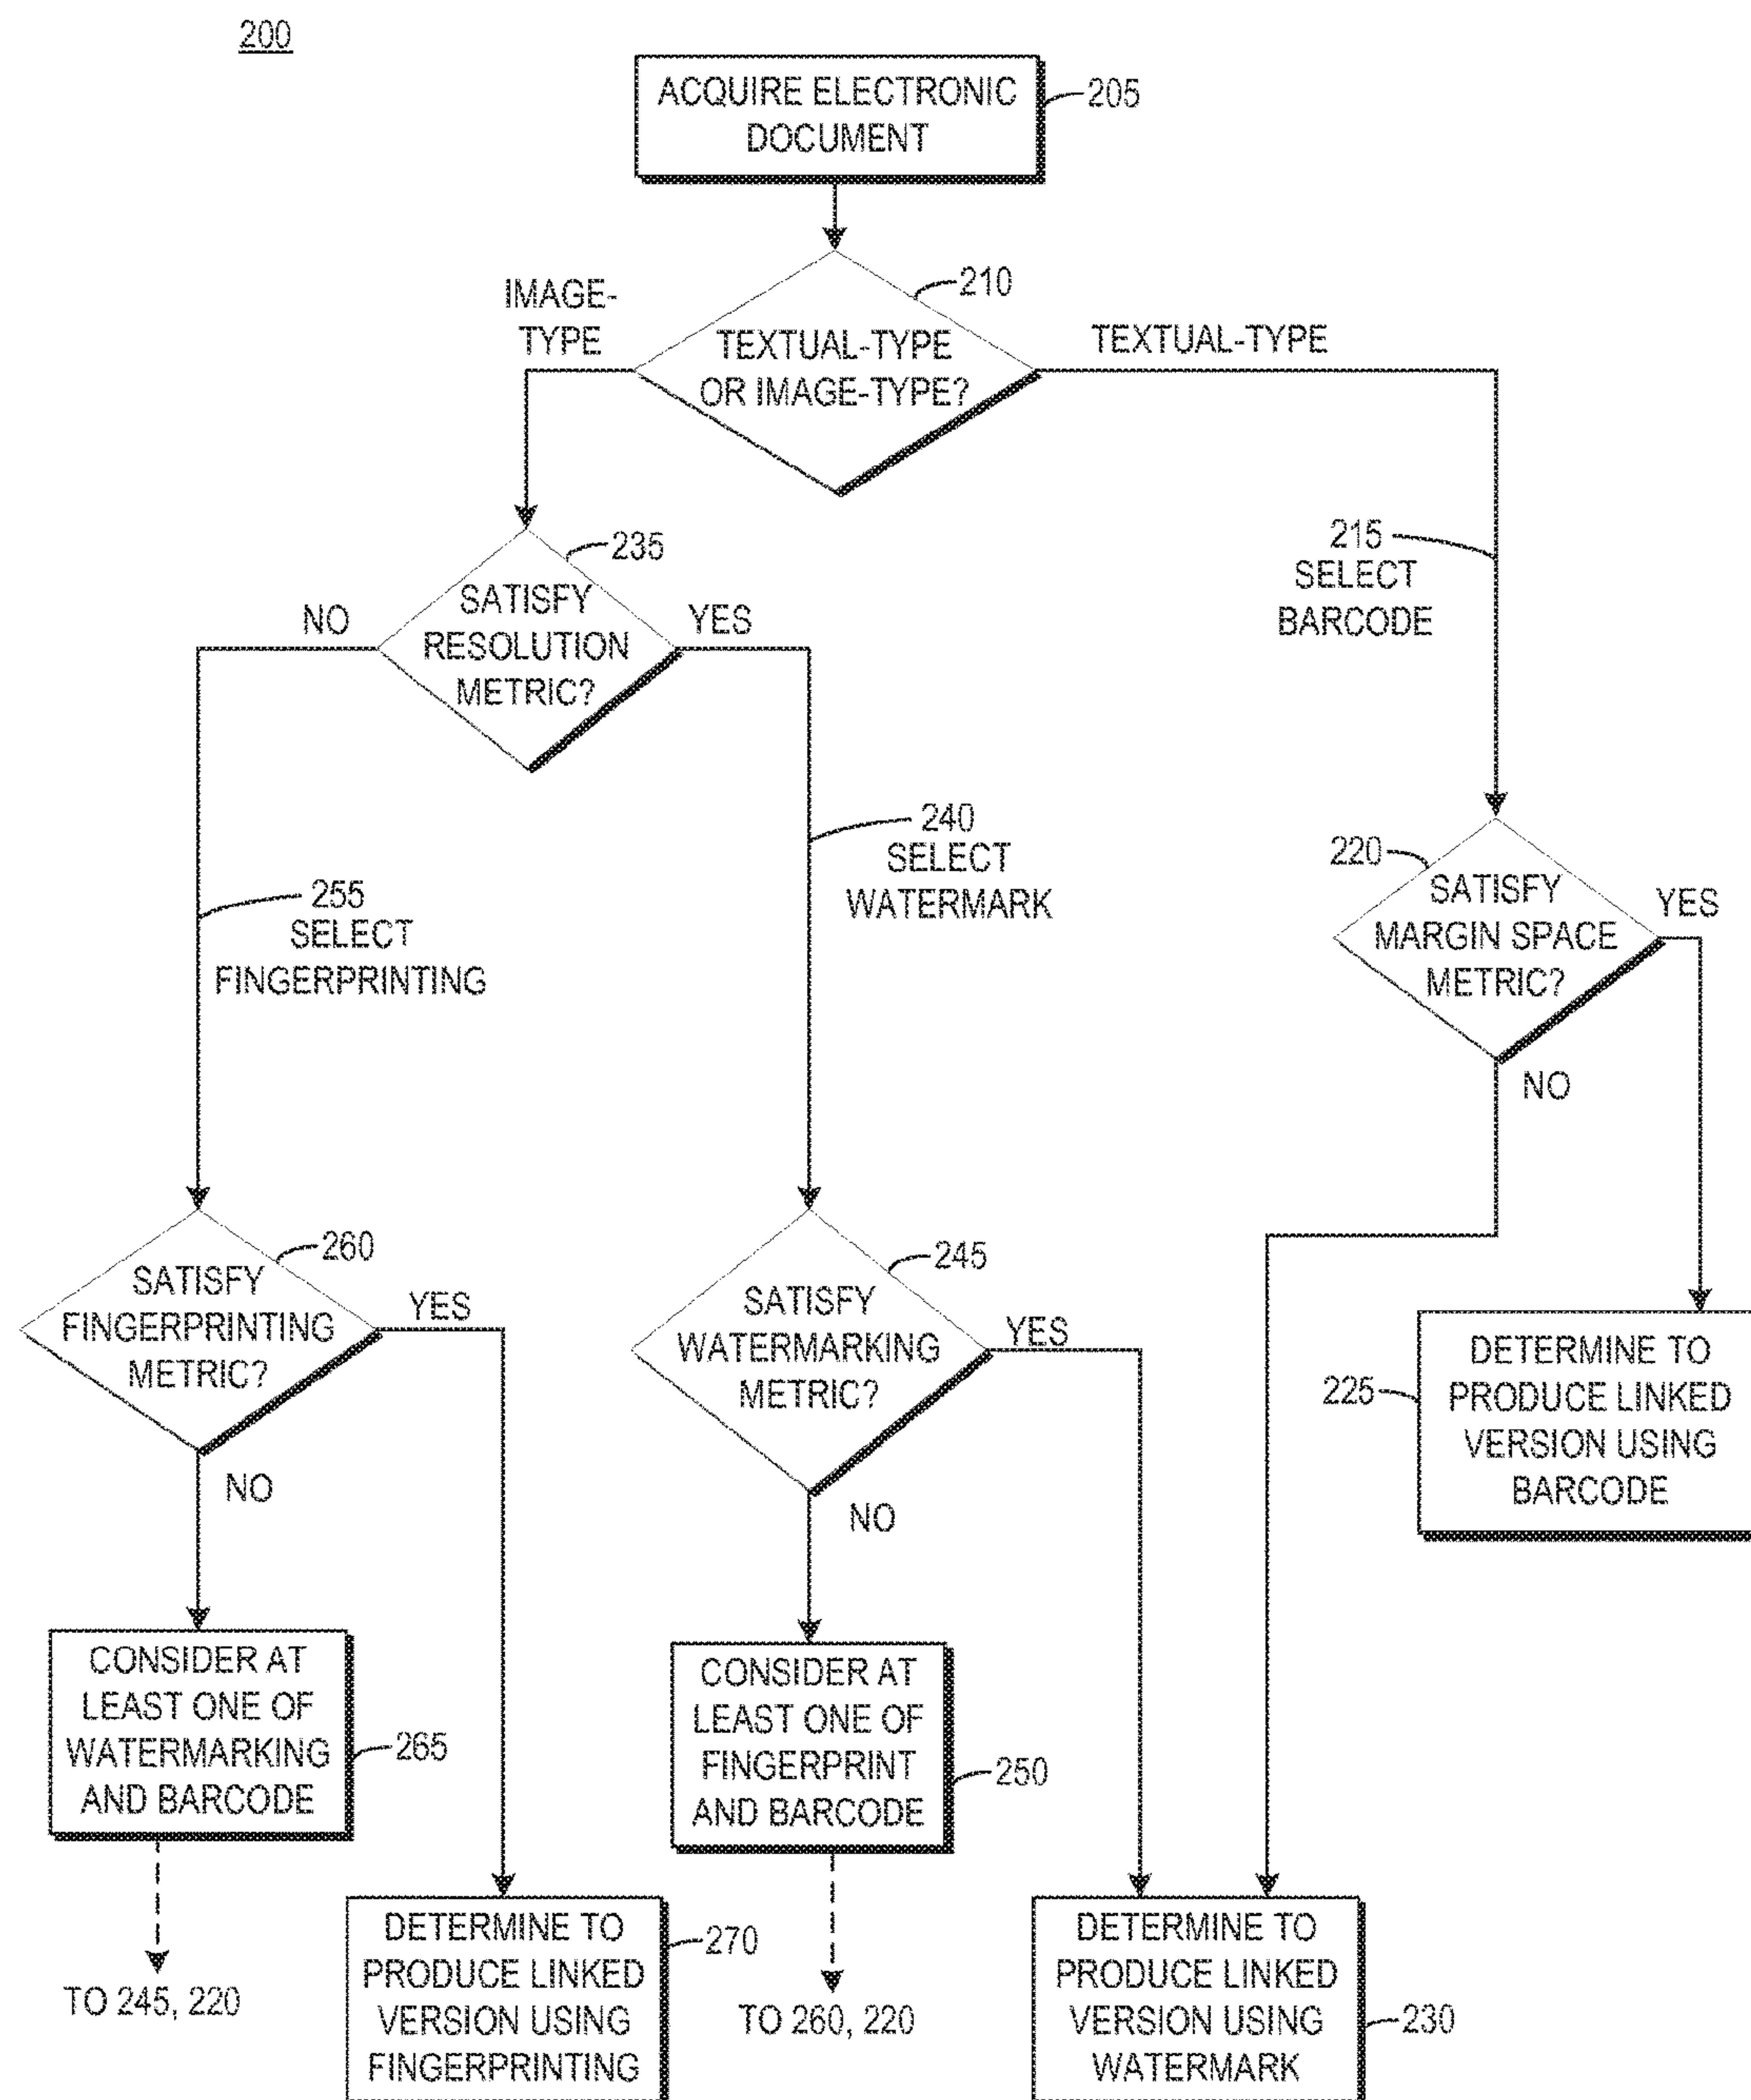 200
ACQUIRE ELECTRONIC
DOCUMENT
205
210
IMAGE-
TYPE
TEXTUAL-TYPE
OR IMAGE-TYPE?
TEXTUAL-TYPE
215
SELECT
BARCODE
235
SATISFY
RESOLUTION
METRIC?
NO
YES
240
SELECT
WATERMARK
220
SATISFY
MARGIN SPACE
METRIC?
YES
NO
255
SELECT
FINGERPRINTING
260
SATISFY
FINGERPRINTING
METRIC?
YES
NO
245
SATISFY
WATERMARKING
METRIC?
YES
NO
225
DETERMINE TO
PRODUCE LINKED
VERSION USING
BARCODE
CONSIDER AT
LEAST ONE OF
WATERMARKING
AND BARCODE
265
CONSIDER AT
LEAST ONE OF
FINGERPRINT
AND BARCODE
250
TO 245, 220
DETERMINE TO
PRODUCE LINKED
VERSION USING
FINGERPRINTING
270
TO 260, 220
DETERMINE TO
PRODUCE LINKED
VERSION USING
WATERMARK
230